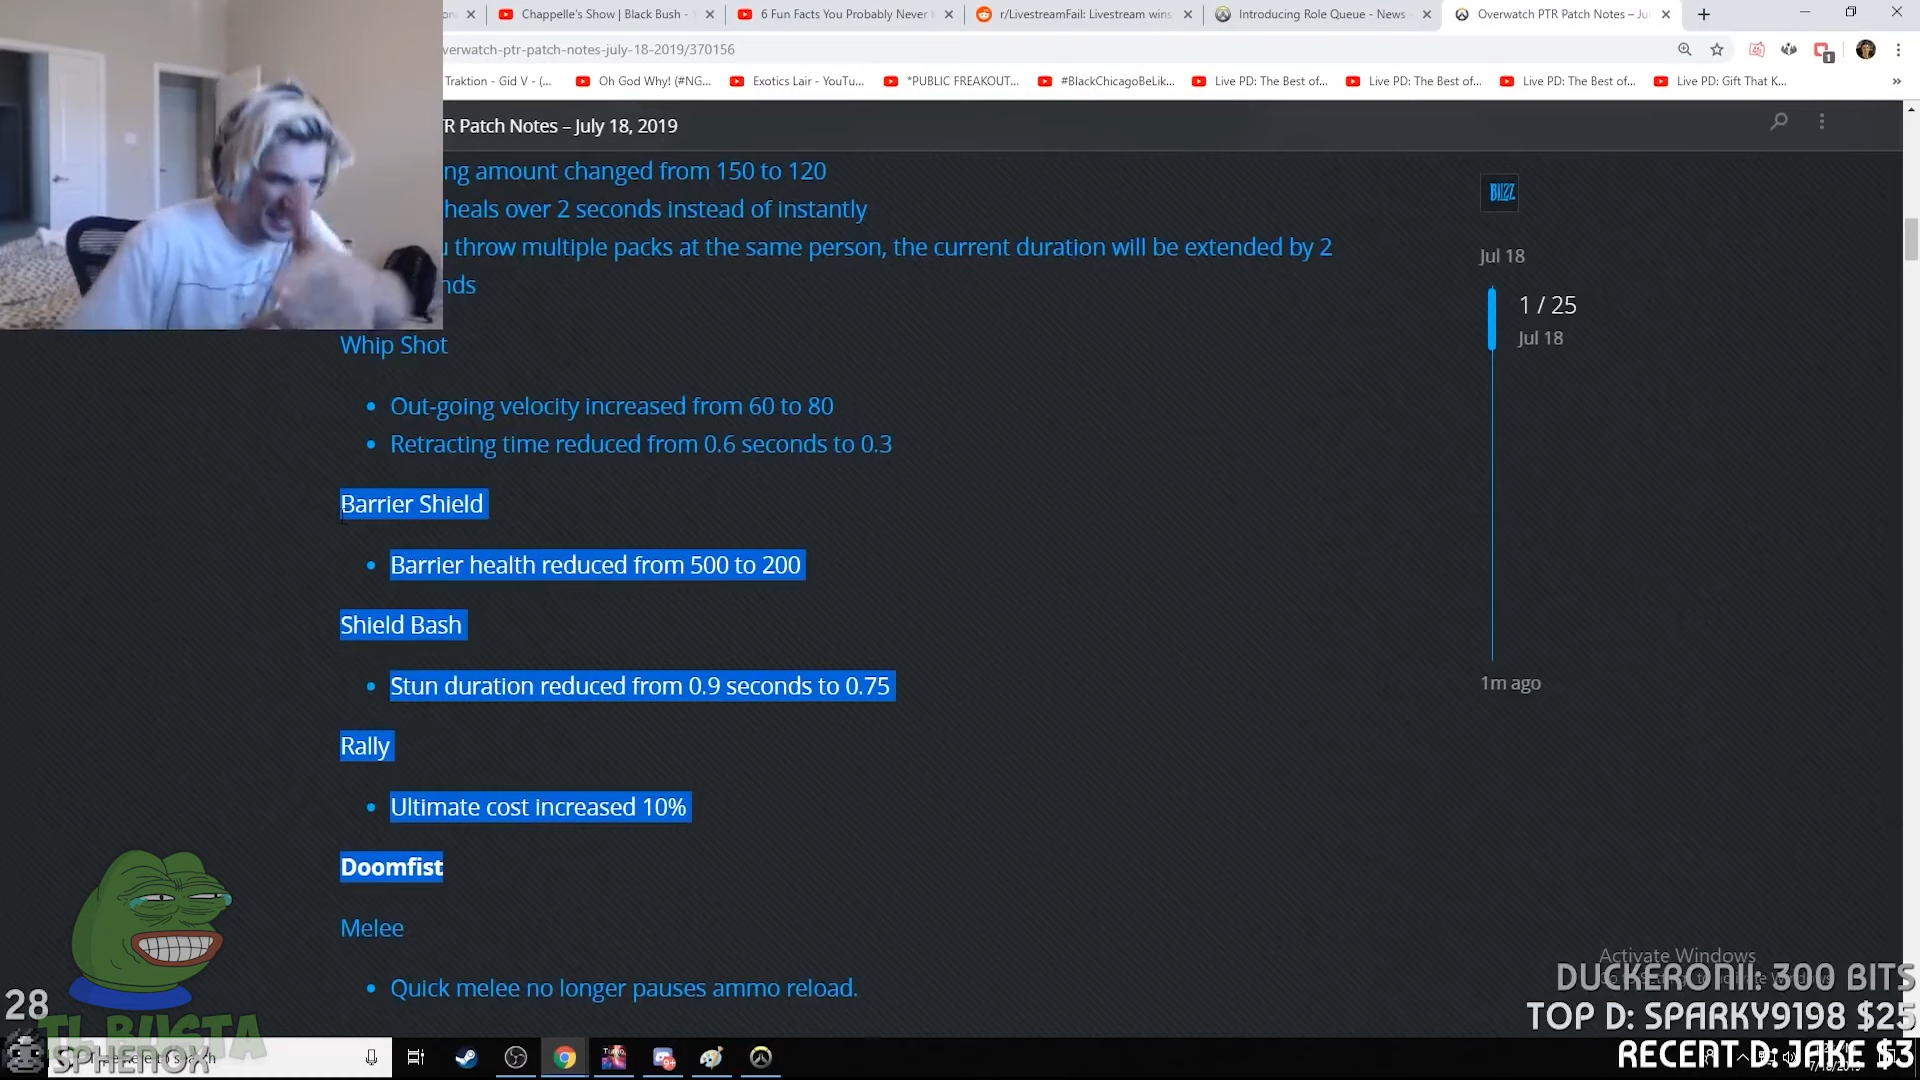 Chappelle's Show | Black Bush -
6 Fun Facts You Probably Never
r/LivestreamFail: Livestream wins
Introducing Role Queue - News
Overwatch PTR Patch Notes – Ju
verwatch-ptr-patch-notes-july-18-2019/370156
1
Traktion - Gid V - (...
Oh God Why! (#NG...
Exotics Lair - YouTu...
*PUBLIC FREAKOUT...
#BlackChicagoBeLik...
Live PD: The Best of...
Live PD: The Best of...
Live PD: The Best of...
Live PD: Gift That K...
»
TR Patch Notes – July 18, 2019
ng amount changed from 150 to 120
heals over 2 seconds instead of instantly
u throw multiple packs at the same person, the current duration will be extended by 2
nds
BLIZZ
Jul 18
1 / 25
Jul 18
1m ago
Whip Shot
• Out-going velocity increased from 60 to 80
• Retracting time reduced from 0.6 seconds to 0.3
Barrier Shield
• Barrier health reduced from 500 to 200
Shield Bash
• Stun duration reduced from 0.9 seconds to 0.75
Rally
• Ultimate cost increased 10%
Doomfist
Melee
• Quick melee no longer pauses ammo reload.
Activate Windows
DUCKERONII: 300 BITS
TOP D: SPARKY9198 $25
RECENT D: JAKE $3
28
SPHENOX